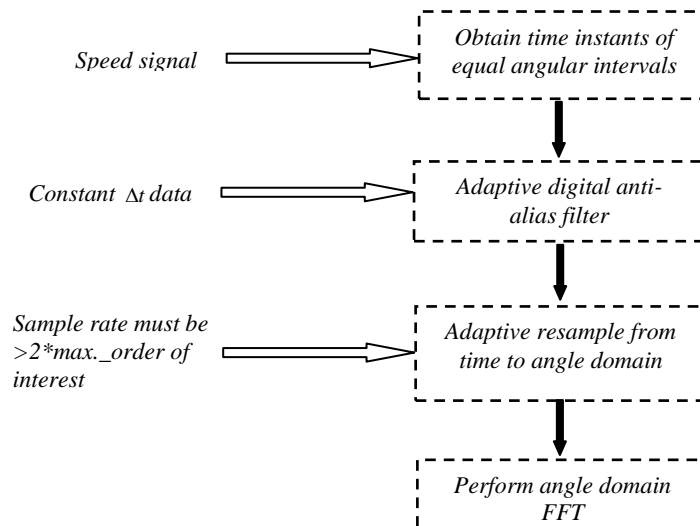 Speed signal
Obtain time instants of
equal angular intervals
Constant Δt data
Adaptive digital anti-
alias filter
Sample rate must be
>2*max._order of
interest
Adaptive resample from
time to angle domain
Perform angle domain
FFT